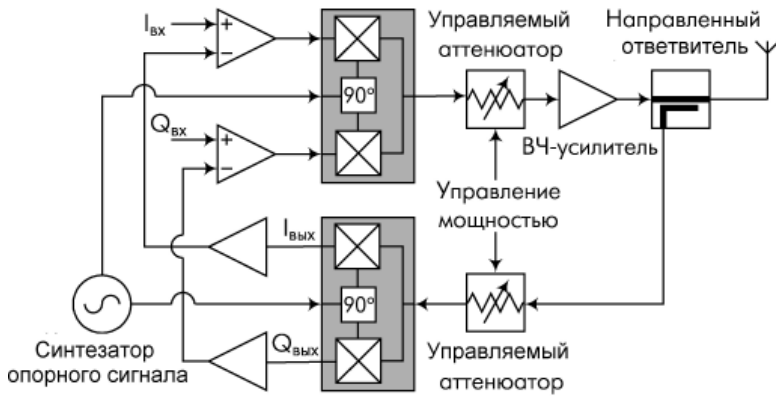 Iвх
+
−
Управляемый
аттенюатор
Направленный
ответвитель
90°
Qвх
+
−
ВЧ-усилитель
Управление
мощностью
Iвых
90°
Qвых
Синтезатор
опорного сигнала
Управляемый
аттенюатор